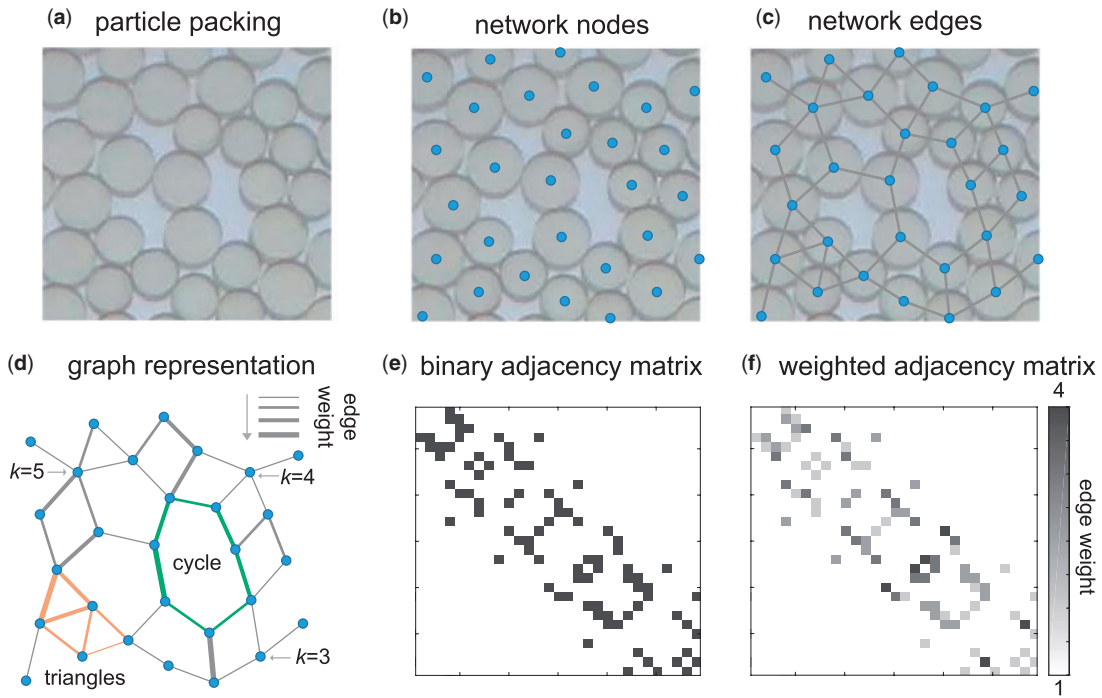 (a) particle packing
(b) network nodes
(c) network edges
(d) graph representation
edge
weight
k=5
k=4
cycle
k=3
triangles
(e) binary adjacency matrix
(f) weighted adjacency matrix
4
edge weight
1